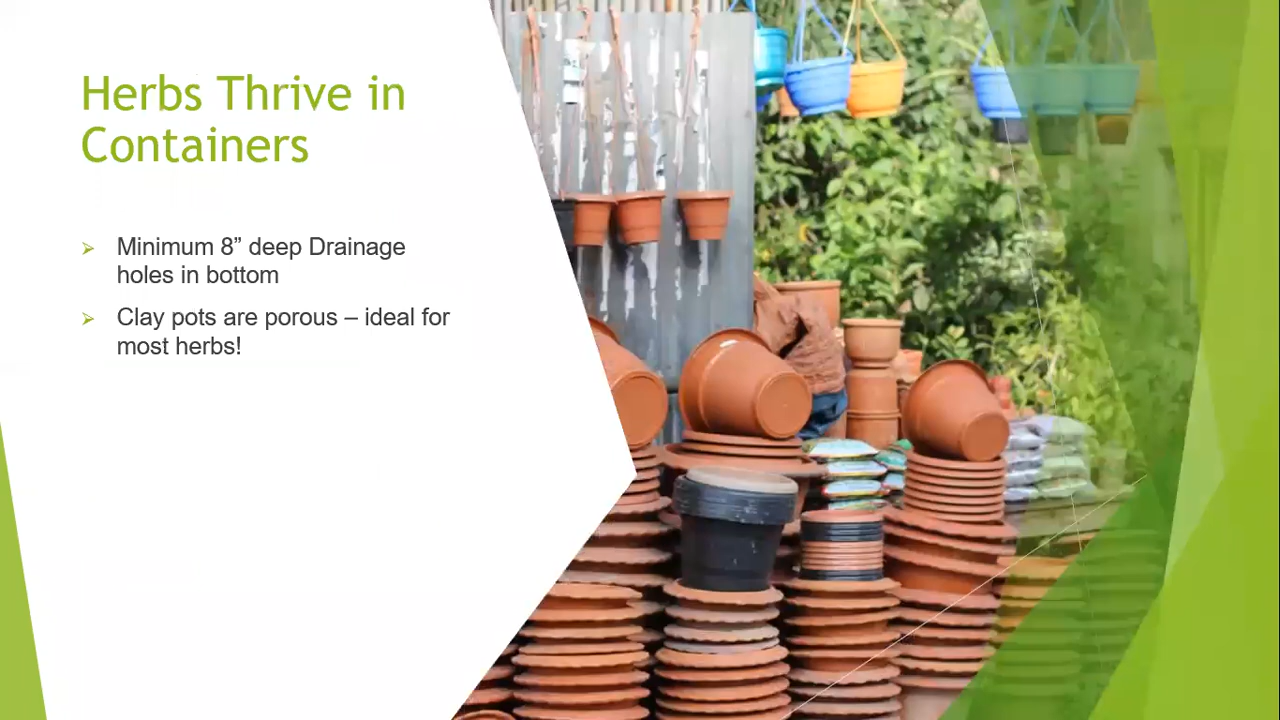 Herbs Thrive in
Containers
Minimum 8” deep Drainage
holes in bottom
Clay pots are porous – ideal for
most herbs!